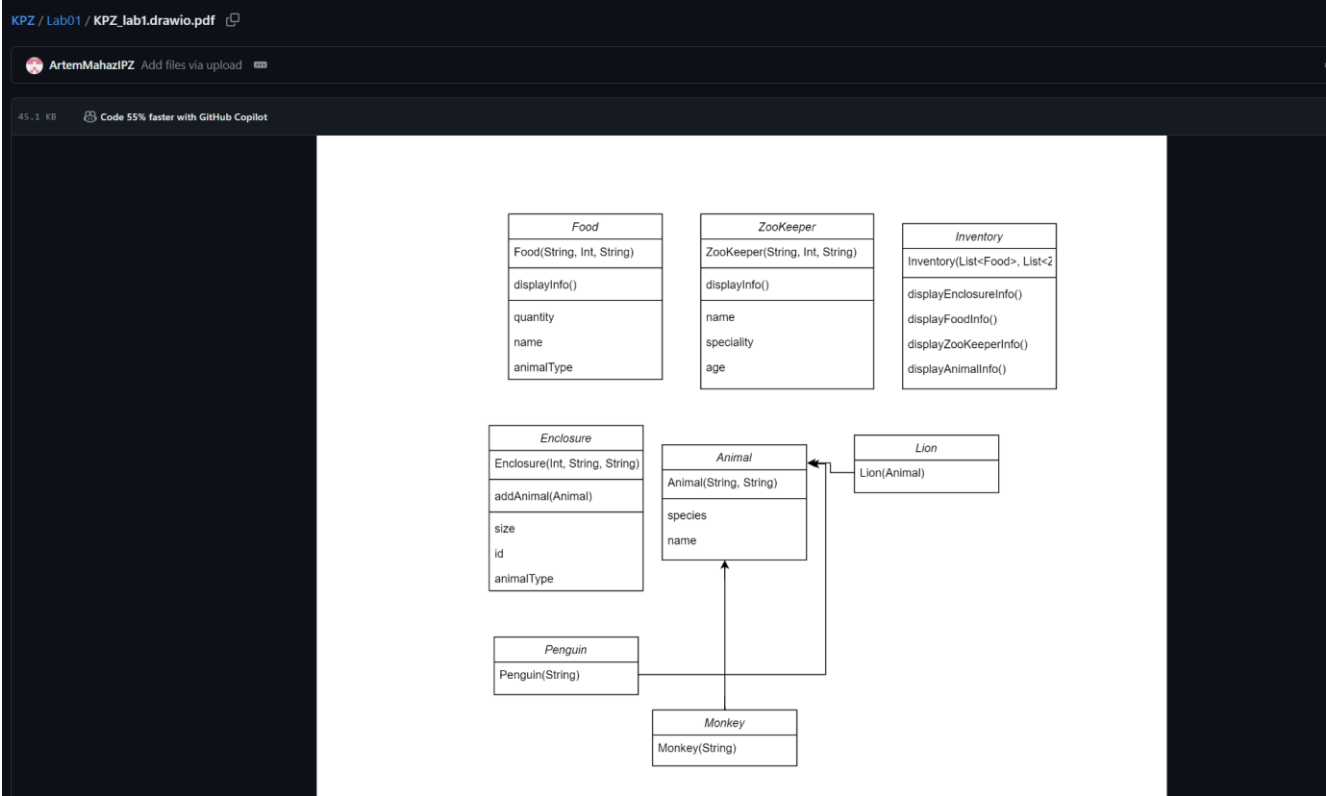 KPZ / Lab01 / KPZ_lab1.drawio.pdf
ArtemMahazIPZ Add files via upload
45.1 KB Code 55% faster with GitHub Copilot
Food
Food(String, Int, String)
displayInfo()
quantity
name
animalType
ZooKeeper
ZooKeeper(String, Int, String)
displayInfo()
name
speciality
age
Inventory
Inventory(List<Food>, List<Z
displayEnclosureInfo()
displayFoodInfo()
displayZooKeeperInfo()
displayAnimalInfo()
Enclosure
Enclosure(Int, String, String)
addAnimal(Animal)
size
id
animalType
Animal
Animal(String, String)
species
name
Lion
Lion(Animal)
Penguin
Penguin(String)
Monkey
Monkey(String)